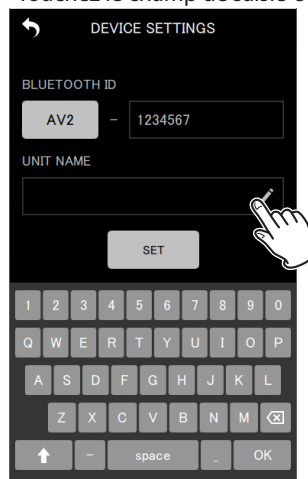 DEVICE SETTINGS
BLUETOOTH ID
AV2 - 1234567
UNIT NAME
SET
1 2 3 4 5 6 7 8 9 0
Q W E R T Y U I O P
A S D F G H J K L
Z X C V B N M
- space _ OK